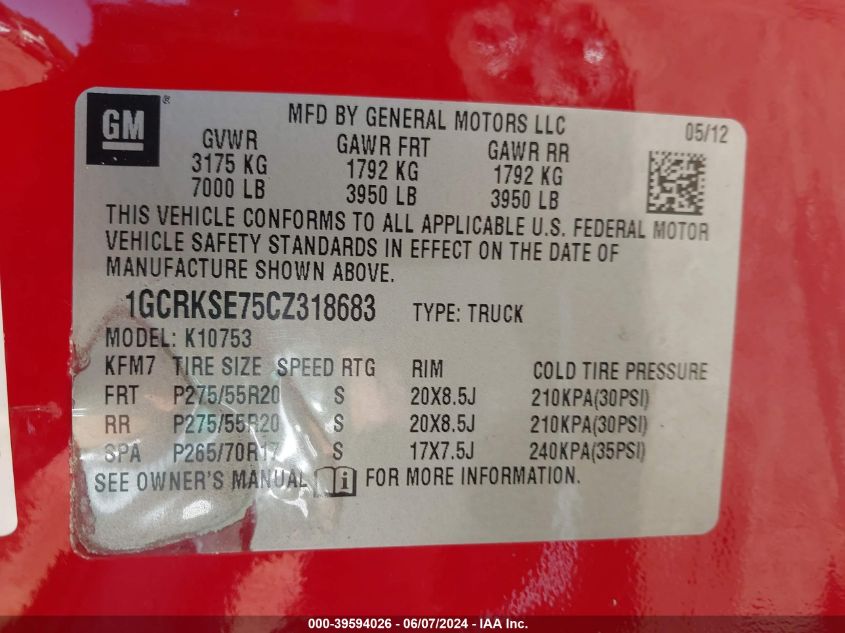 GM ®
MFD BY GENERAL MOTORS LLC 05/12
GVWR GAWR FRT GAWR RR
3175 KG 1792 KG 1792 KG
7000 LB 3950 LB 3950 LB
THIS VEHICLE CONFORMS TO ALL APPLICABLE U.S. FEDERAL MOTOR
VEHICLE SAFETY STANDARDS IN EFFECT ON THE DATE OF
MANUFACTURE SHOWN ABOVE.
1GCRKSE75CZ318683 TYPE: TRUCK
MODEL: K10753
KFM7 TIRE SIZE SPEED RTG RIM COLD TIRE PRESSURE
FRT P275/55R20 S 20X8.5J 210KPA(30PSI)
RR P275/55R20 S 20X8.5J 210KPA(30PSI)
SPA P265/70R17 S 17X7.5J 240KPA(35PSI)
SEE OWNER'S MANUAL i FOR MORE INFORMATION.
000-39594026 - 06/07/2024 - IAA Inc.